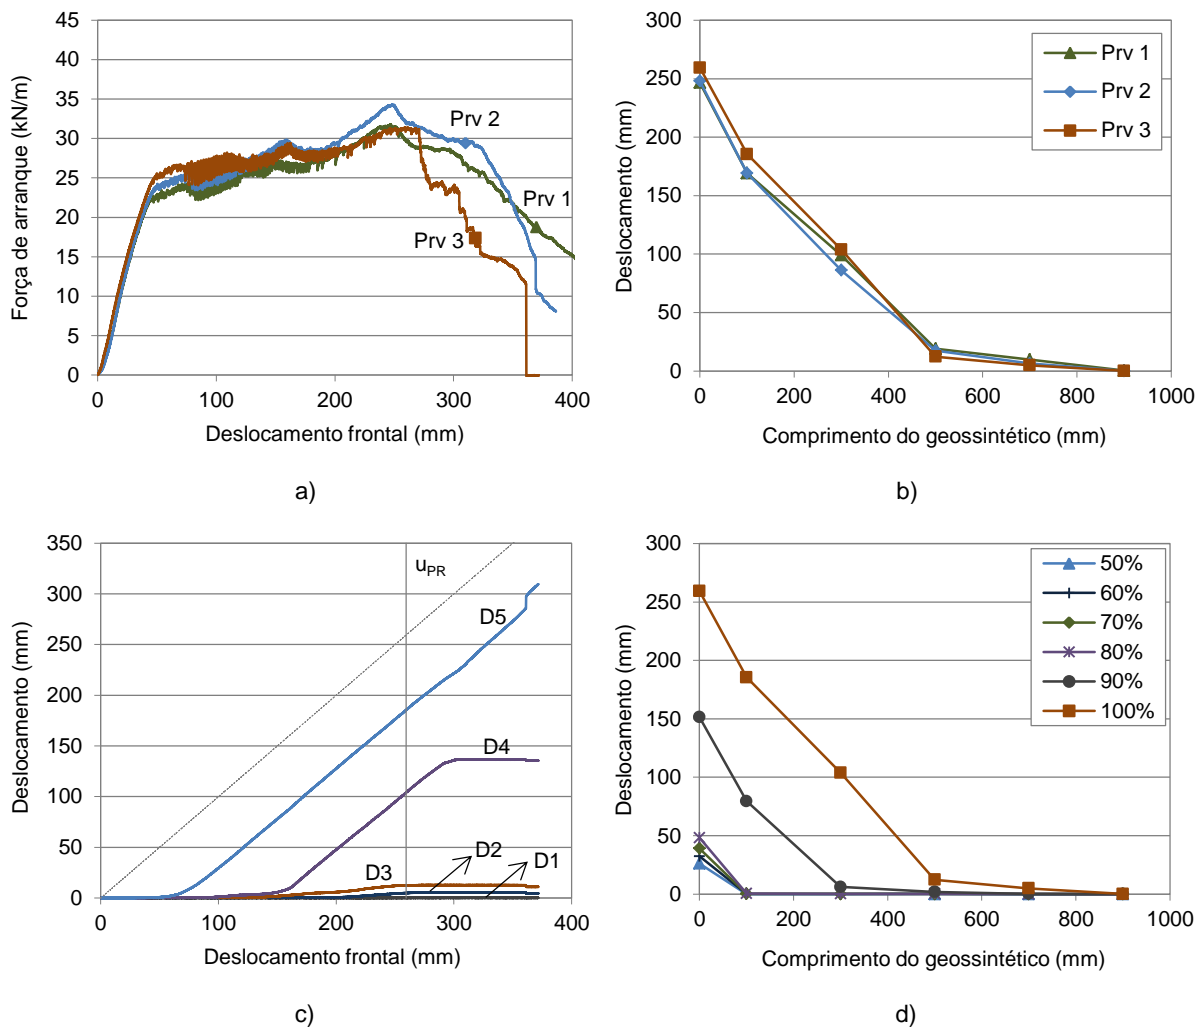 45
40
35
30
25
20
15
10
5
0
Força de arranque (kN/m)
Prv 2
Prv 1
Prv 3
0 100 200 300 400
Deslocamento frontal (mm)
a)
300
250
200
150
100
50
0
Deslocamento (mm)
Prv 1
Prv 2
Prv 3
0 200 400 600 800 1000
Comprimento do geossintético (mm)
b)
350
300
250
200
150
100
50
0
Deslocamento (mm)
uPR
D5
D4
D3
D2
D1
0 100 200 300 400
Deslocamento frontal (mm)
c)
300
250
200
150
100
50
0
Deslocamento (mm)
50%
60%
70%
80%
90%
100%
0 200 400 600 800 1000
Comprimento do geossintético (mm)
d)